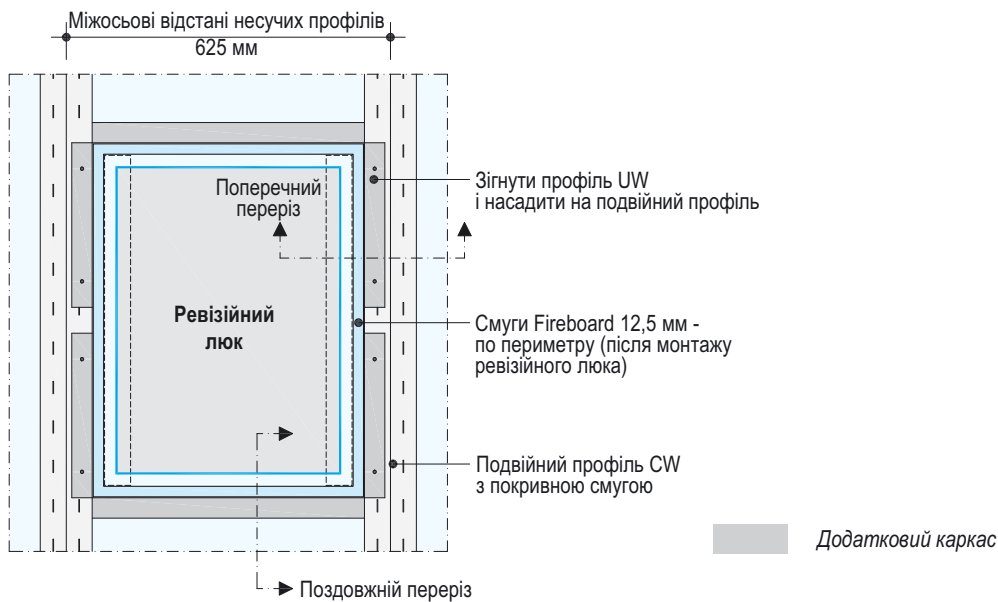 Міжосьові відстані несучих профілів
625 мм
Поперечний
переріз
Зігнути профіль UW
і насадити на подвійний профіль
Ревізійний
люк
Смуги Fireboard 12,5 мм -
по периметру (після монтажу
ревізійного люка)
Подвійний профіль CW
з покривною смугою
Додатковий каркас
Поздовжній переріз